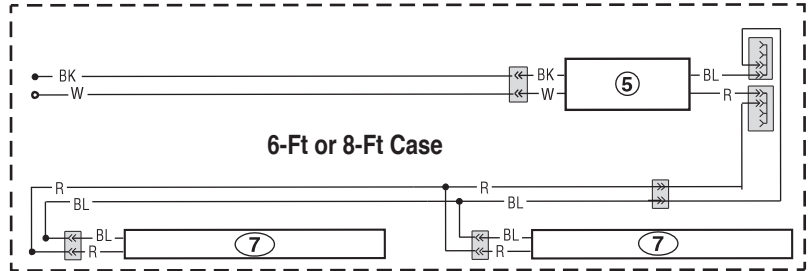 BK BK 5 BL
W W R
6-Ft or 8-Ft Case
R R
BL BL
BL 7 BL 7
R R